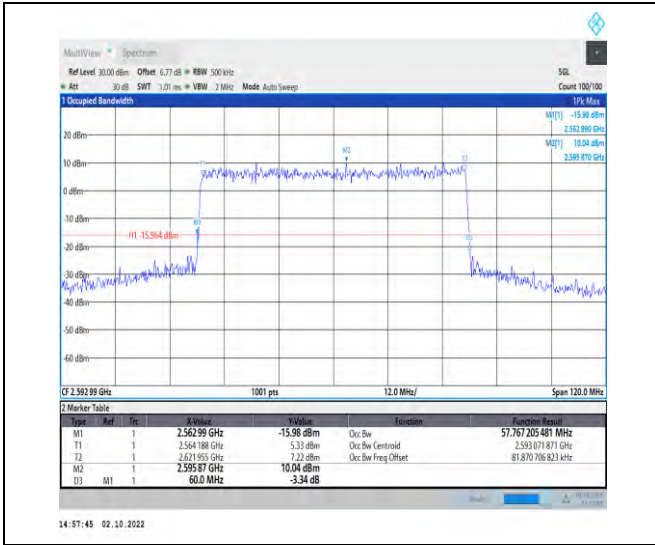 MultiView Spectrum
Ref Level 30.00 dBm Offset 6.77 dB RBW 500 kHz SGL
Att 30 dB SWT 1.01 ms VBW 2 MHz Mode Auto Sweep Count 100/100
1 Occupied Bandwidth 1Pk Max
M1[1] -15.98 dBm
2.562 990 GHz
M2[1] 10.04 dBm
2.595 870 GHz
20 dBm
M2
10 dBm
T1
0 dBm
-10 dBm
M1
H1 -15.964 dBm
-20 dBm
-30 dBm
-40 dBm
-50 dBm
-60 dBm
CF 2.592 99 GHz 1001 pts 12.0 MHz/ Span 120.0 MHz
2 Marker Table
Type Ref Trc X-Value Y-Value Function Function Result
M1 1 2.562 99 GHz -15.98 dBm Occ Bw 57.767 205 481 MHz
T1 1 2.564 188 GHz 5.33 dBm Occ Bw Centroid 2.593 071 871 GHz
T2 1 2.621 955 GHz 7.22 dBm Occ Bw Freq Offset 81.870 706 823 kHz
M2 1 2.595 87 GHz 10.04 dBm
D3 M1 1 60.0 MHz -3.34 dB
14:57:45 02.10.2022